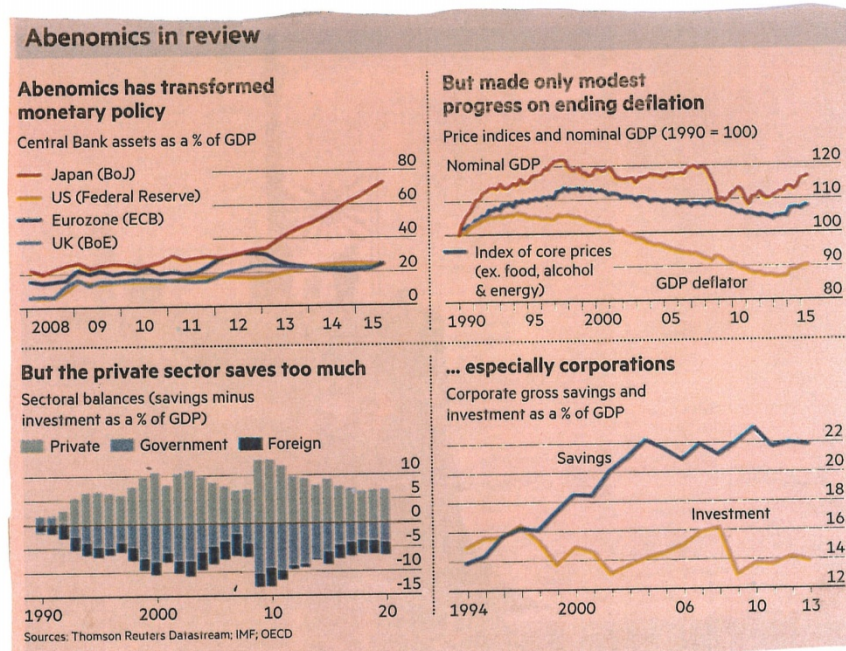 Abenomics in review
Abenomics has transformed
monetary policy
Central Bank assets as a % of GDP
Japan (BoJ)
US (Federal Reserve)
Eurozone (ECB)
UK (BoE)
80
60
40
20
0
2008 09 10 11 12 13 14 15
But made only modest
progress on ending deflation
Price indices and nominal GDP (1990 = 100)
Nominal GDP
120
110
100
90
80
Index of core prices
(ex. food, alcohol
& energy)
GDP deflator
1990 95 2000 05 10 15
But the private sector saves too much
Sectoral balances (savings minus
investment as a % of GDP)
Private Government Foreign
10
5
0
-5
-10
-15
1990 2000 10 20
... especially corporations
Corporate gross savings and
investment as a % of GDP
Savings
Investment
22
20
18
16
14
12
1994 2000 06 10 13
Sources: Thomson Reuters Datastream; IMF; OECD